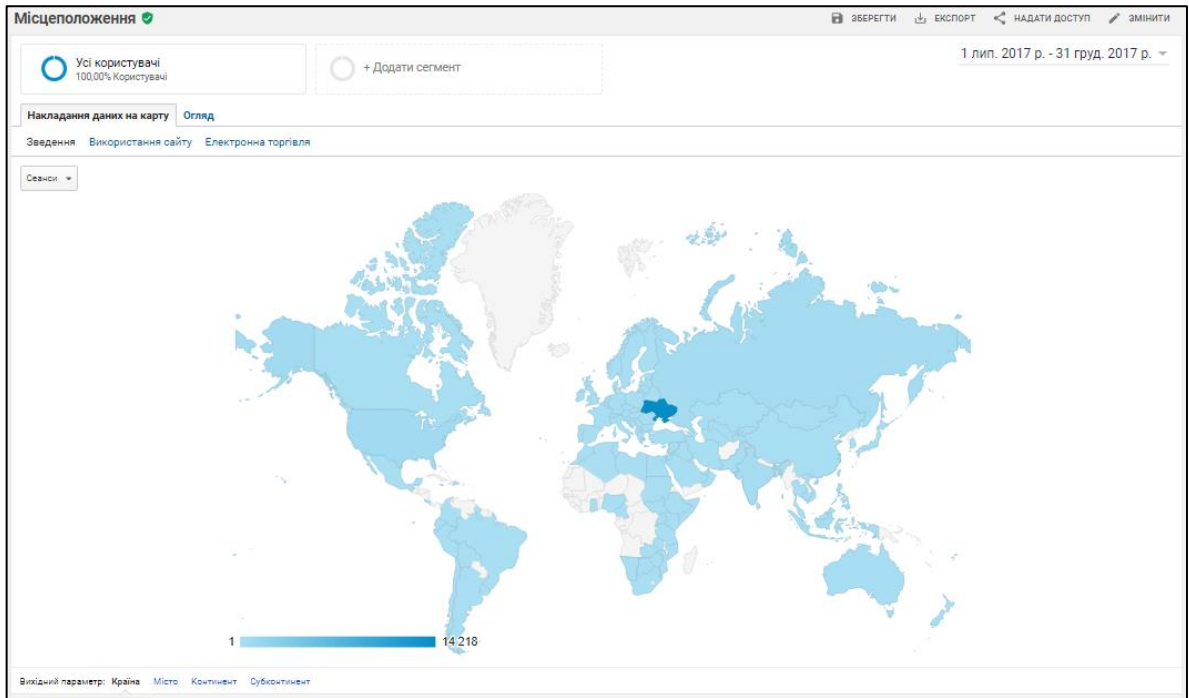 Місцеположення
ЗБЕРЕГТИ ЕКСПОРТ НАДАТИ ДОСТУП ЗМІНИТИ
Усі користувачі
100,00% Користувачі
+ Додати сегмент
1 лип. 2017 р. - 31 груд. 2017 р.
Накладання даних на карту Огляд
Зведення Використання сайту Електронна торгівля
Сеанси
1 14 218
Вихідний параметр: Країна Місто Континент Субконтинент